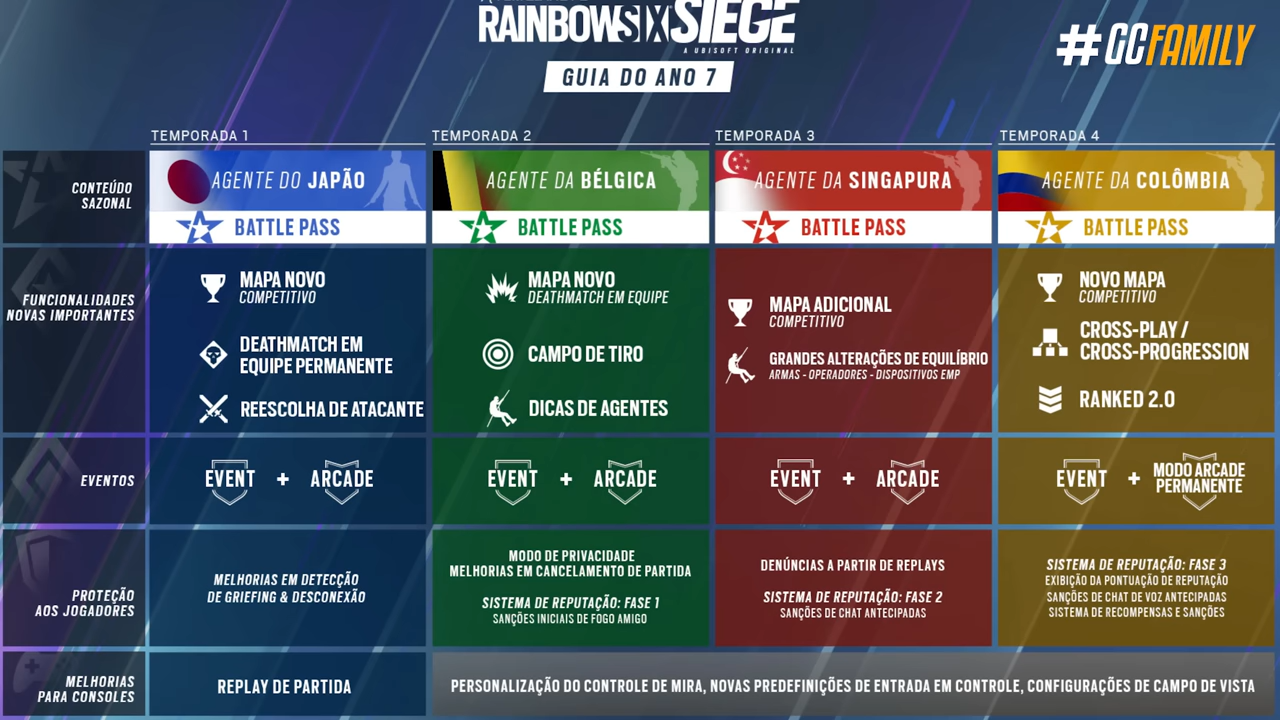 RAINBOWSIX SIEGE
A UBISOFT ORIGINAL
#GCFAMILY
GUIA DO ANO 7
TEMPORADA 1
TEMPORADA 2
TEMPORADA 3
TEMPORADA 4
CONTEÚDO
SAZONAL
AGENTE DO JAPÃO
BATTLE PASS
AGENTE DA BÉLGICA
BATTLE PASS
AGENTE DA SINGAPURA
BATTLE PASS
AGENTE DA COLÔMBIA
BATTLE PASS
FUNCIONALIDADES
NOVAS IMPORTANTES
MAPA NOVO
COMPETITIVO
DEATHMATCH EM
EQUIPE PERMANENTE
REESCOLHA DE ATACANTE
MAPA NOVO
DEATHMATCH EM EQUIPE
CAMPO DE TIRO
DICAS DE AGENTES
MAPA ADICIONAL
COMPETITIVO
GRANDES ALTERAÇÕES DE EQUILÍBRIO
ARMAS - OPERADORES - DISPOSITIVOS EMP
NOVO MAPA
COMPETITIVO
CROSS-PLAY /
CROSS-PROGRESSION
RANKED 2.0
EVENTOS
EVENT + ARCADE
EVENT + ARCADE
EVENT + ARCADE
EVENT + MODO ARCADE
PERMANENTE
PROTEÇÃO
AOS JOGADORES
MELHORIAS EM DETECÇÃO
DE GRIEFING & DESCONEXÃO
MODO DE PRIVACIDADE
MELHORIAS EM CANCELAMENTO DE PARTIDA
SISTEMA DE REPUTAÇÃO: FASE 1
SANÇÕES INICIAIS DE FOGO AMIGO
DENÚNCIAS A PARTIR DE REPLAYS
SISTEMA DE REPUTAÇÃO: FASE 2
SANÇÕES DE CHAT ANTECIPADAS
SISTEMA DE REPUTAÇÃO: FASE 3
EXIBIÇÃO DA PONTUAÇÃO DE REPUTAÇÃO
SANÇÕES DE CHAT DE VOZ ANTECIPADAS
SISTEMA DE RECOMPENSAS E SANÇÕES
MELHORIAS
PARA CONSOLES
REPLAY DE PARTIDA
PERSONALIZAÇÃO DO CONTROLE DE MIRA, NOVAS PREDEFINIÇÕES DE ENTRADA EM CONTROLE, CONFIGURAÇÕES DE CAMPO DE VISTA